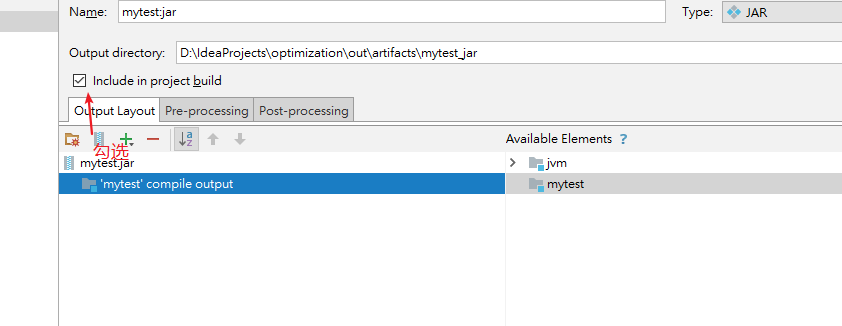 Name: mytest:jar Type: JAR
Output directory: D:\IdeaProjects\optimization\out\artifacts\mytest_jar
Include in project build
Output Layout Pre-processing Post-processing
勾选
Available Elements ?
mytest.jar
jvm
'mytest' compile output
mytest